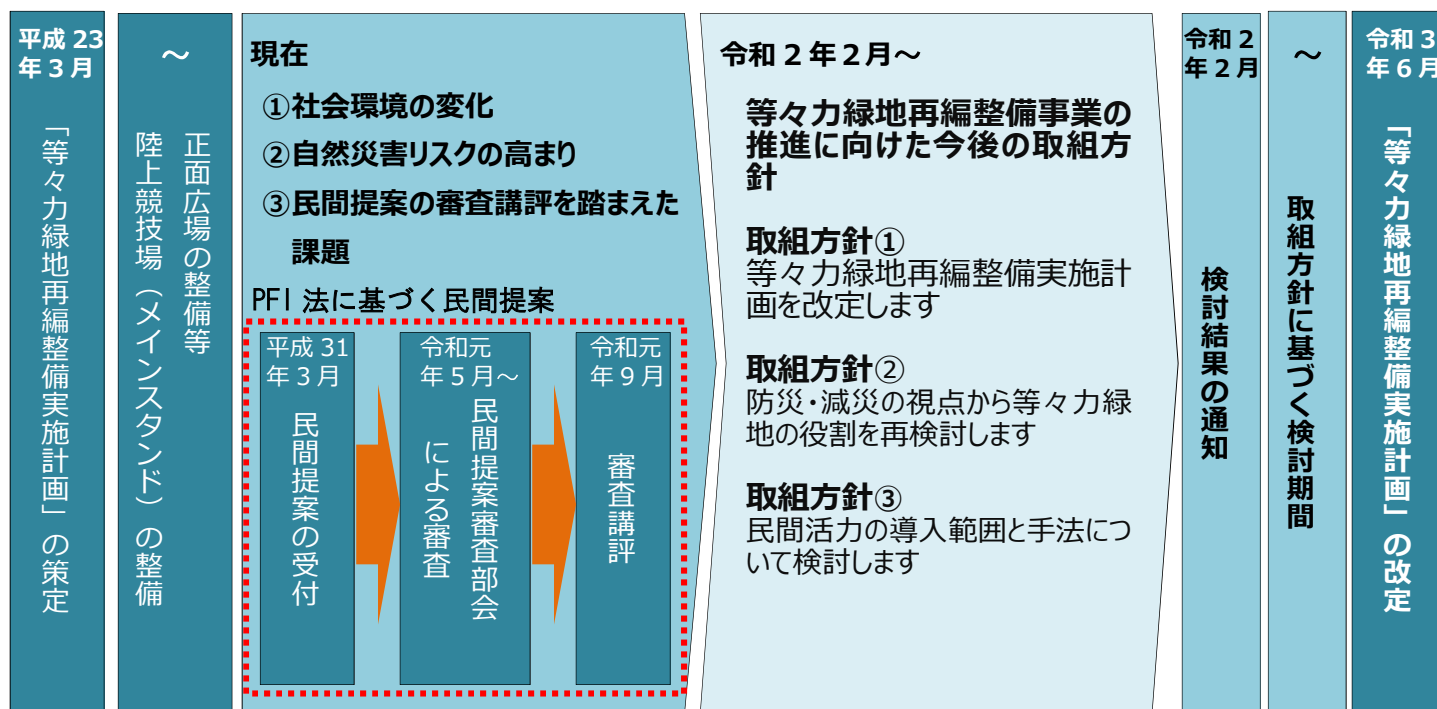 平成 23
年 3 月
「等々力緑地再編整備実施計画」の策定
～
正面広場の整備等
陸上競技場（メインスタンド）の整備
現在
①社会環境の変化
②自然災害リスクの高まり
③民間提案の審査講評を踏まえた
課題
PFI 法に基づく民間提案
平成 31
年 3 月
民間提案の受付
令和元
年 5 月～
民間提案審査部会
による審査
令和元
年 9 月
審査講評
令和 2 年 2 月～
等々力緑地再編整備事業の
推進に向けた今後の取組方
針
取組方針①
等々力緑地再編整備実施計
画を改定します
取組方針②
防災・減災の視点から等々力緑
地の役割を再検討します
取組方針③
民間活力の導入範囲と手法につ
いて検討します
令和 2
年 2 月
検討結果の通知
～
取組方針に基づく検討期間
令和 3
年 6 月
「等々力緑地再編整備実施計画」の改定